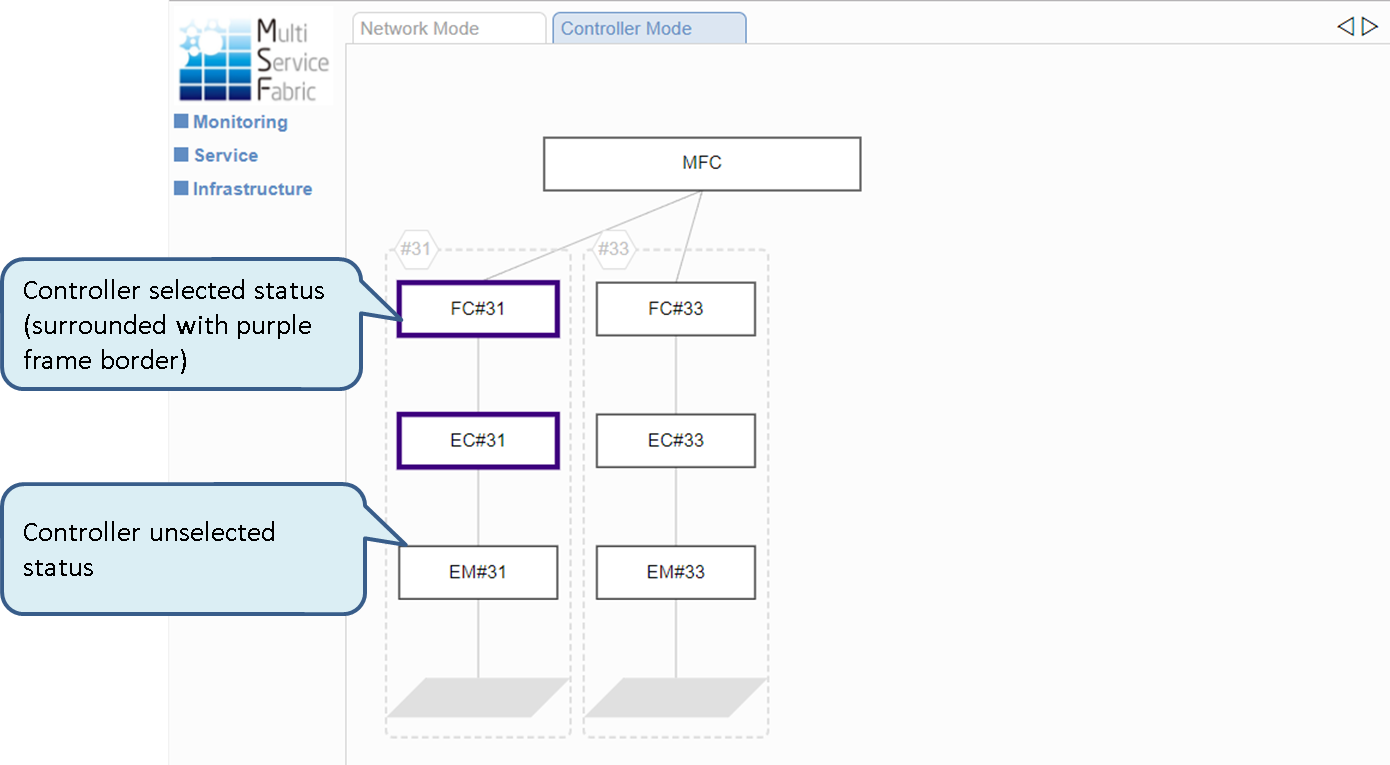 Multi
Service
Fabric
Network Mode
Controller Mode
Monitoring
Service
Infrastructure
MFC
#31
#33
Controller selected status
(surrounded with purple
frame border)
FC#31
FC#33
EC#31
EC#33
Controller unselected
status
EM#31
EM#33